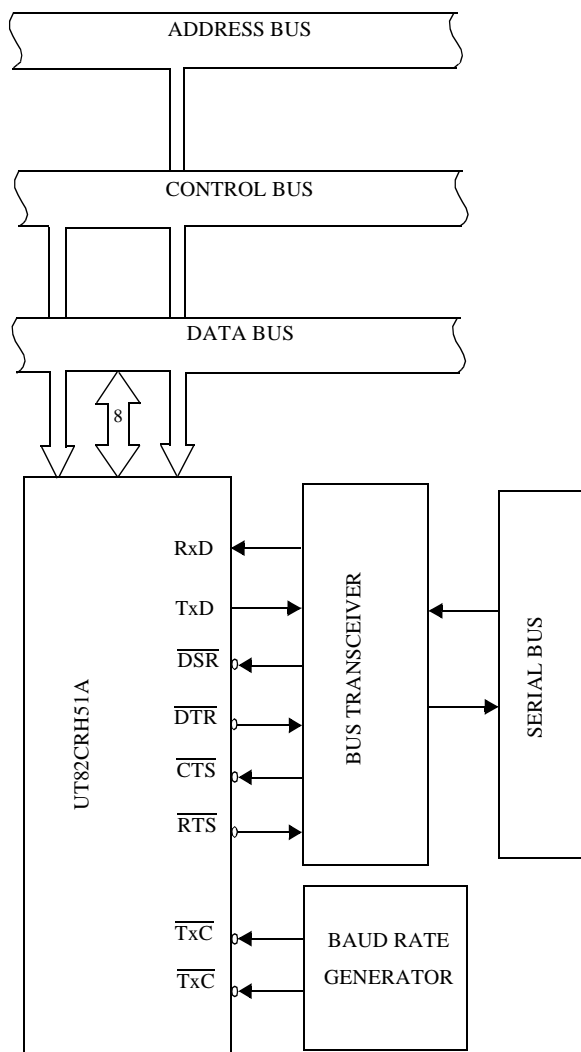 ADDRESS BUS
CONTROL BUS
DATA BUS
8
UT82CRH51A
RxD
TxD
DSR
DTR
CTS
RTS
TxC
TxC
BUS TRANSCEIVER
SERIAL BUS
BAUD RATE
GENERATOR